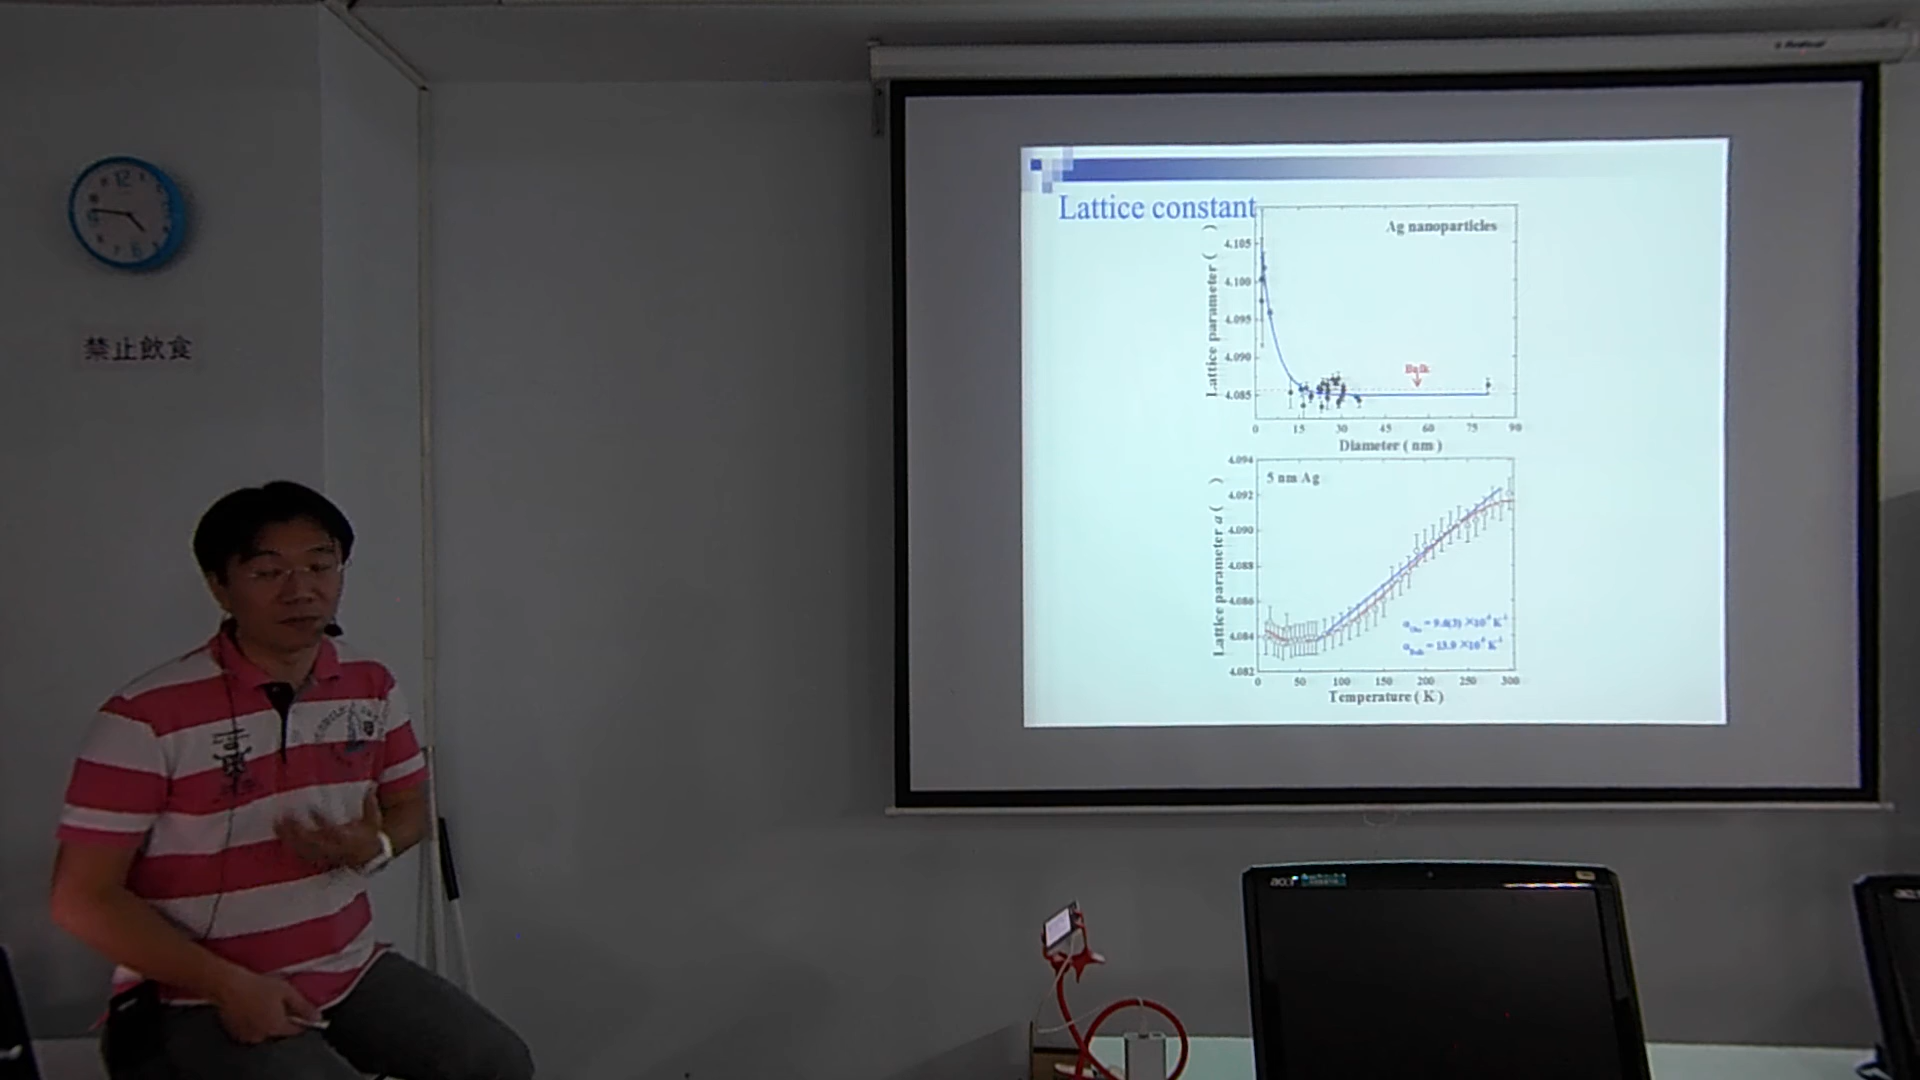 12
禁止飲食
Lattice constant
Ag nanoparticles
Lattice parameter ( )
4.105
4.100
4.095
4.090
4.085
Bulk
0 15 30 45 60 75 90
Diameter ( nm )
5 nm Ag
Lattice parameter a ( )
4.094
4.092
4.090
4.088
4.086
4.084
4.082
0 50 100 150 200 250 300
Temperature ( K )
acer